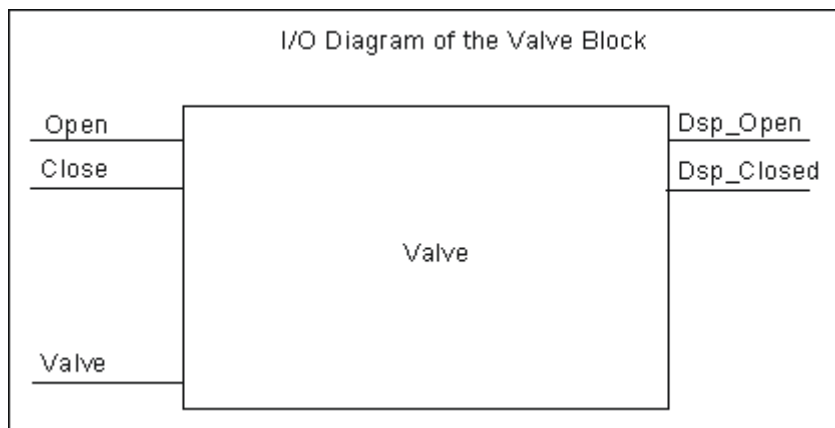 I/O Diagram of the Valve Block
Open
Close
Valve
Valve
Dsp_Open
Dsp_Closed